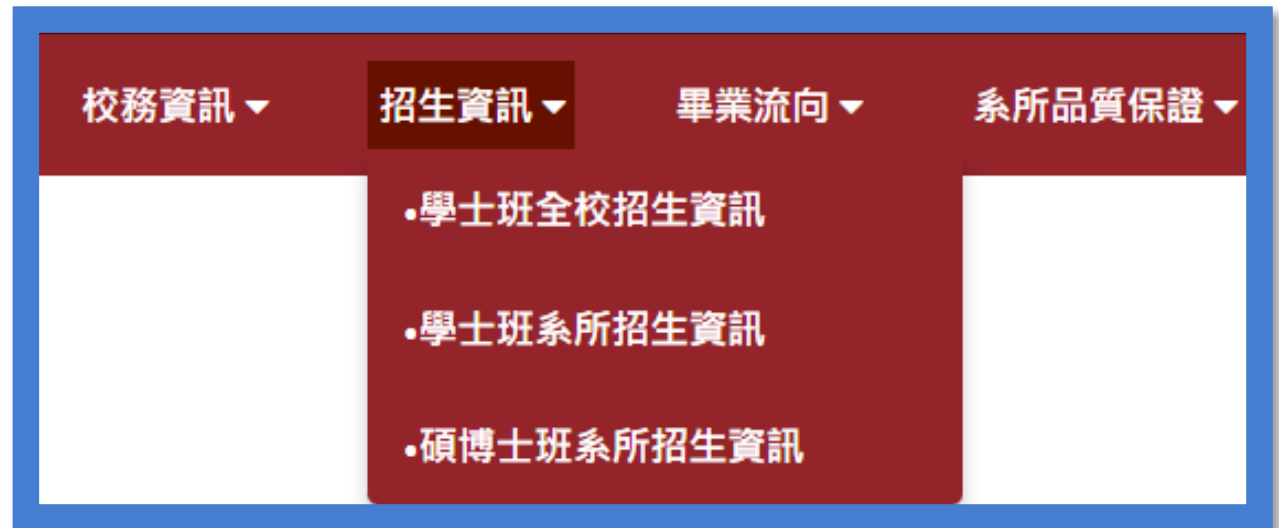 校務資訊 招生資訊 畢業流向 系所品質保證
•學士班全校招生資訊
•學士班系所招生資訊
•碩博士班系所招生資訊